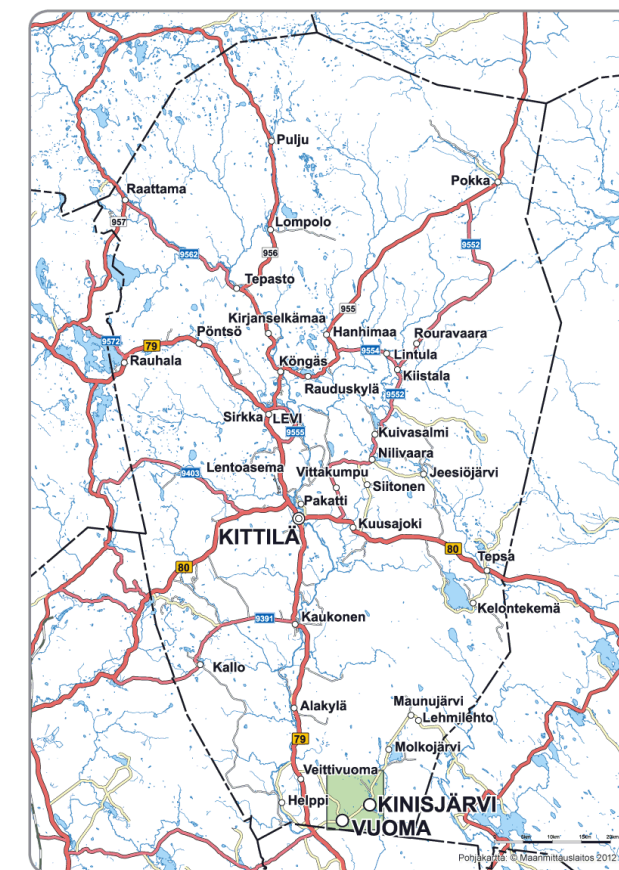 Pulju
Pokka
Raattama
957
Lompolo
9562
956
9552
Tepasto
955
Kirjanselkämaa
9572
79
Pöntsö
Hanhimaa
Rouravaara
9554
Lintula
Rauhala
Köngäs
Kiistala
Rauduskylä
9552
Sirkka
LEVI
9555
Kuivasalmi
Nilivaara
Lentoasema
Vittakumpu
Jeesiöjärvi
9403
Siitonen
Pakatti
KITTILÄ
Kuusajoki
80
Tepsa
80
Kelontekemä
9391
Kaukonen
Kallo
Maunujärvi
Alakylä
Lehmilehto
79
Molkojärvi
Veittivuoma
Helppi
KINISJÄRVI
VUOMA
10km
20km
Pohjakartta: © Maanmittauslaitos 2012